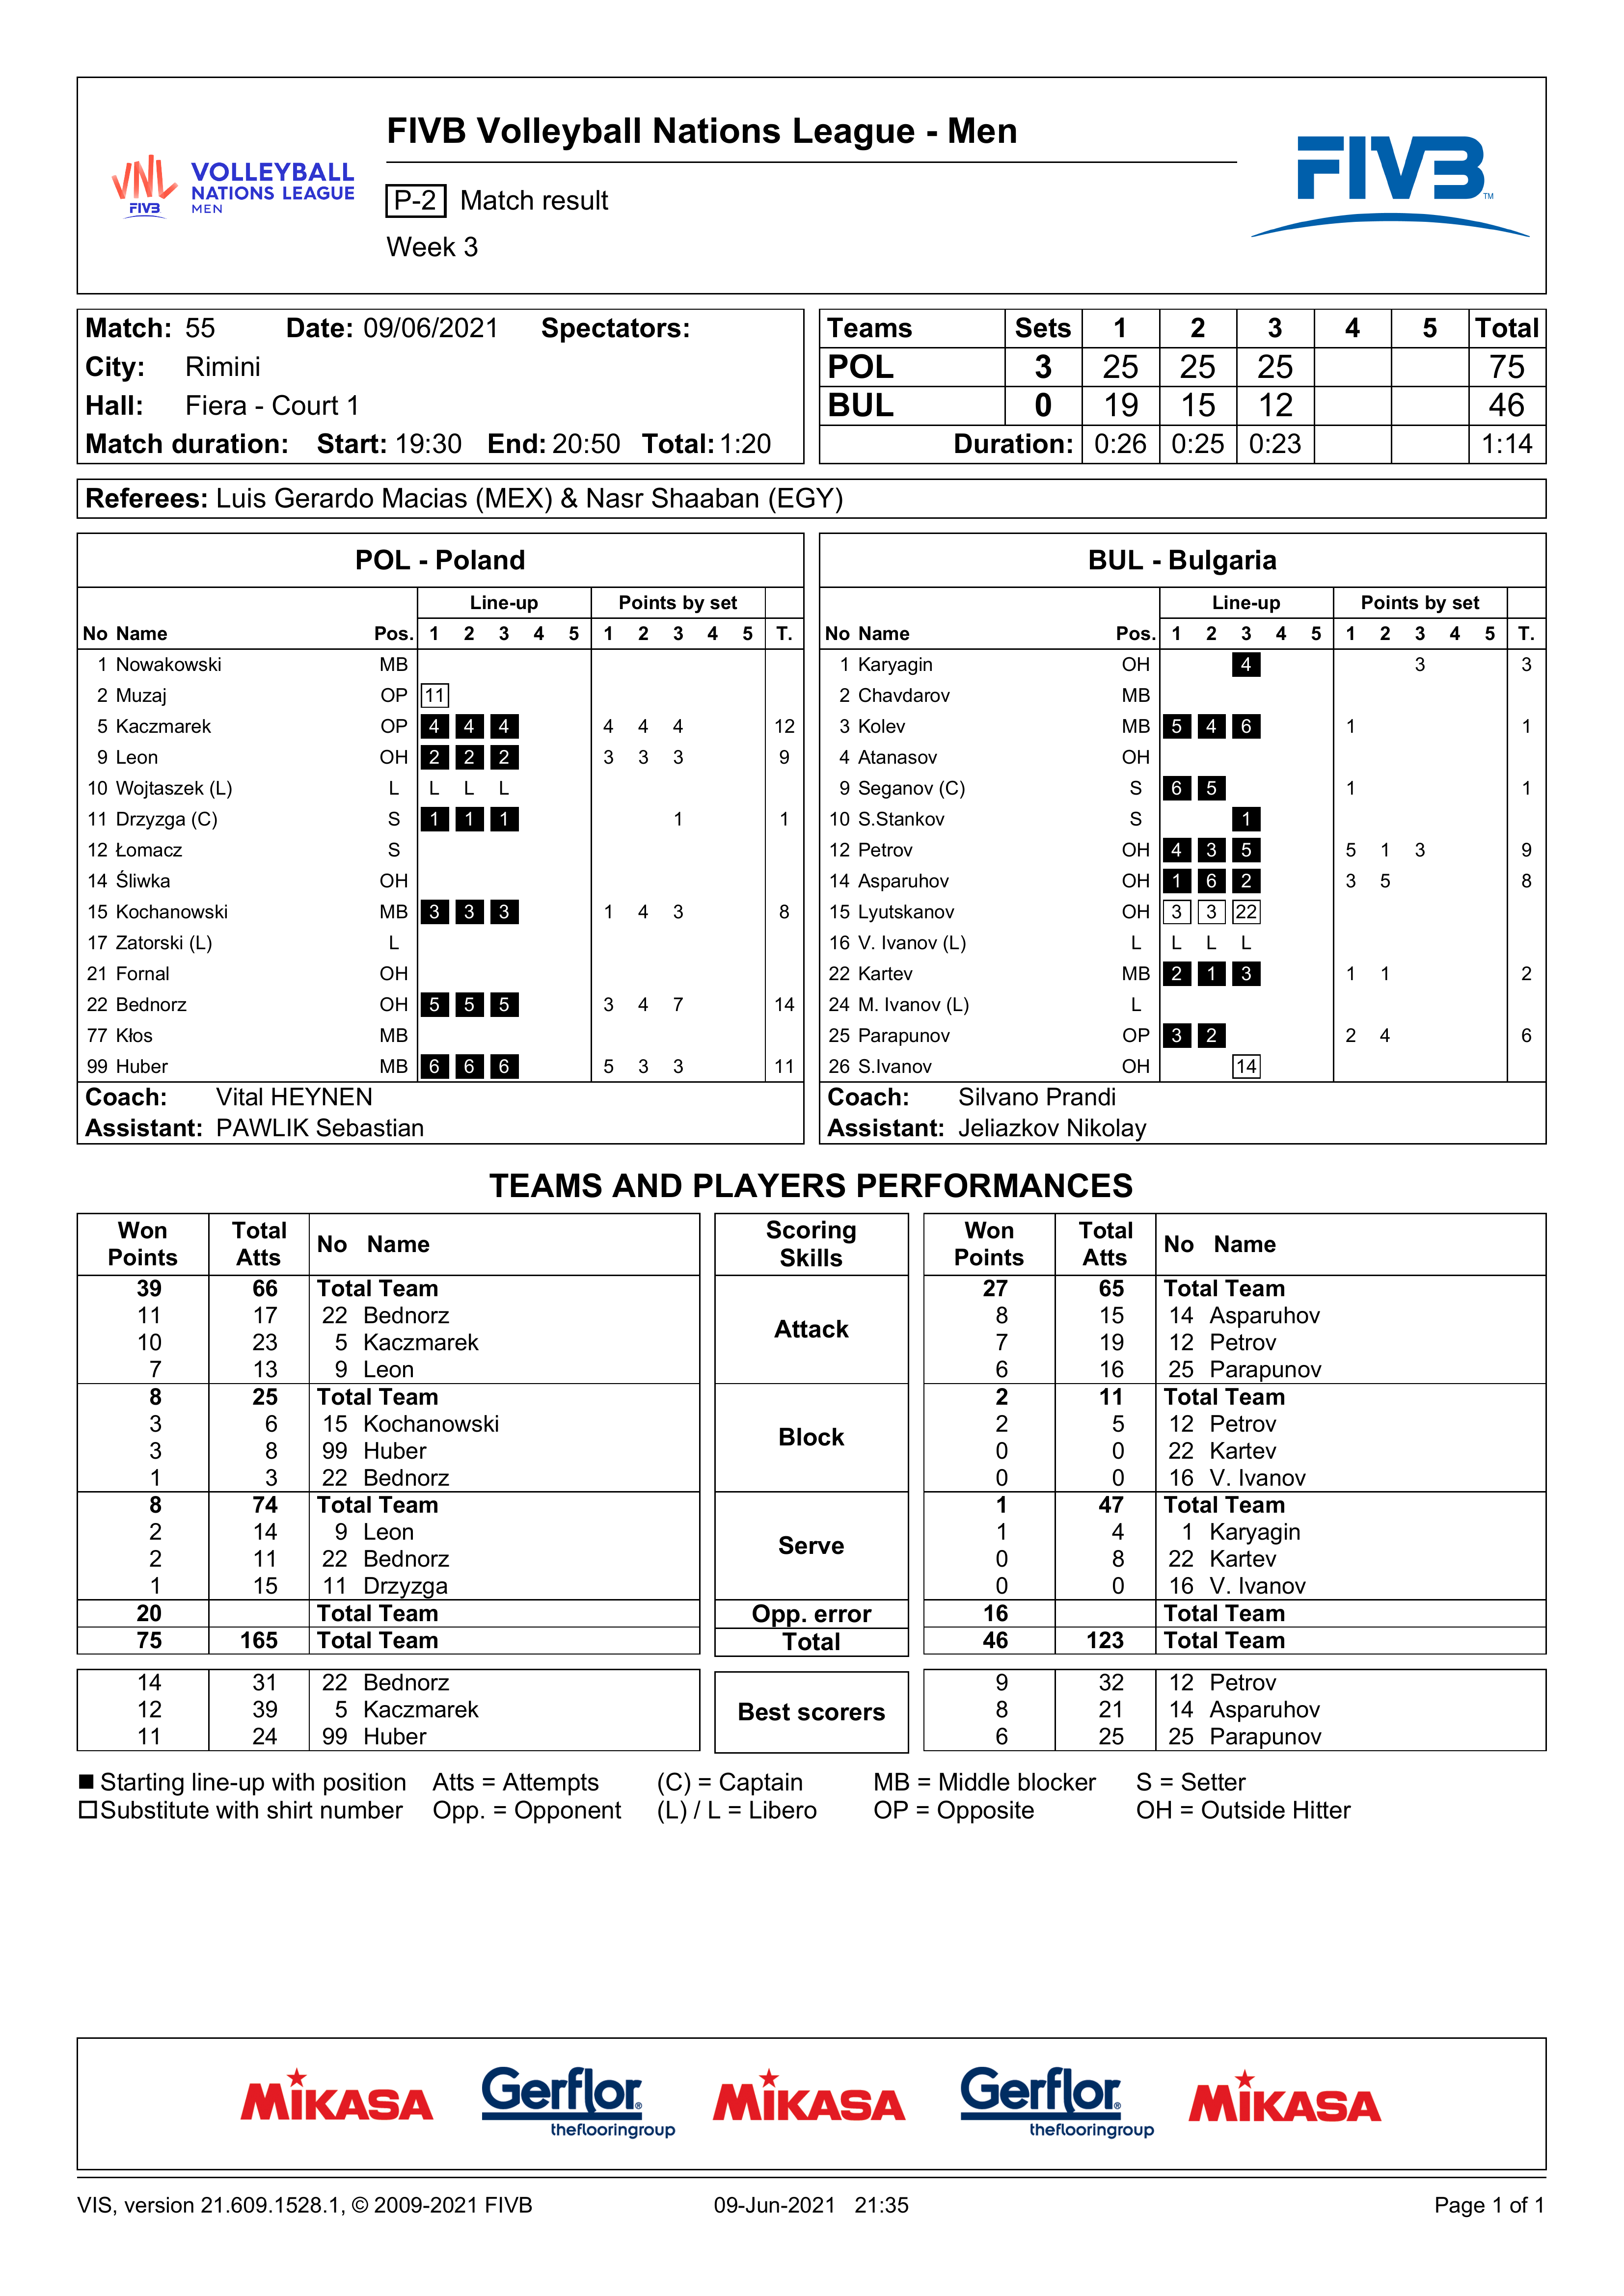 FIVB Volleyball Nations League - Men
VNL FIVB VOLLEYBALL NATIONS LEAGUE MEN
P-2 Match result
Week 3
FIVB TM
Match: 55 Date: 09/06/2021 Spectators:
City: Rimini
Hall: Fiera - Court 1
Match duration: Start: 19:30 End: 20:50 Total: 1:20
Teams Sets 1 2 3 4 5 Total
POL 3 25 25 25 75
BUL 0 19 15 12 46
Duration: 0:26 0:25 0:23 1:14
Referees: Luis Gerardo Macias (MEX) & Nasr Shaaban (EGY)
POL - Poland
Line-up Points by set
No Name Pos. 1 2 3 4 5 1 2 3 4 5 T.
1 Nowakowski MB
2 Muzaj OP 11
5 Kaczmarek OP 4 4 4 4 4 4 12
9 Leon OH 2 2 2 3 3 3 9
10 Wojtaszek (L) L L L L
11 Drzyzga (C) S 1 1 1 1 1
12 Łomacz S
14 Śliwka OH
15 Kochanowski MB 3 3 3 1 4 3 8
17 Zatorski (L) L
21 Fornal OH
22 Bednorz OH 5 5 5 3 4 7 14
77 Kłos MB
99 Huber MB 6 6 6 5 3 3 11
Coach: Vital HEYNEN
Assistant: PAWLIK Sebastian
BUL - Bulgaria
Line-up Points by set
No Name Pos. 1 2 3 4 5 1 2 3 4 5 T.
1 Karyagin OH 4 3 3
2 Chavdarov MB
3 Kolev MB 5 4 6 1 1
4 Atanasov OH
9 Seganov (C) S 6 5 1 1
10 S.Stankov S 1
12 Petrov OH 4 3 5 5 1 3 9
14 Asparuhov OH 1 6 2 3 5 8
15 Lyutskanov OH 3 3 22
16 V. Ivanov (L) L L L L
22 Kartev MB 2 1 3 1 1 2
24 M. Ivanov (L) L
25 Parapunov OP 3 2 2 4 6
26 S.Ivanov OH 14
Coach: Silvano Prandi
Assistant: Jeliazkov Nikolay
TEAMS AND PLAYERS PERFORMANCES
Won Points Total Atts No Name Scoring Skills Won Points Total Atts No Name
39 66 Total Team Attack 27 65 Total Team
11 17 22 Bednorz 8 15 14 Asparuhov
10 23 5 Kaczmarek 7 19 12 Petrov
7 13 9 Leon 6 16 25 Parapunov
8 25 Total Team Block 2 11 Total Team
3 6 15 Kochanowski 2 5 12 Petrov
3 8 99 Huber 0 0 22 Kartev
1 3 22 Bednorz 0 0 16 V. Ivanov
8 74 Total Team Serve 1 47 Total Team
2 14 9 Leon 1 4 1 Karyagin
2 11 22 Bednorz 0 8 22 Kartev
1 15 11 Drzyzga 0 0 16 V. Ivanov
20 Total Team Opp. error 16 Total Team
75 165 Total Team Total 46 123 Total Team
14 31 22 Bednorz Best scorers 9 32 12 Petrov
12 39 5 Kaczmarek 8 21 14 Asparuhov
11 24 99 Huber 6 25 25 Parapunov
Starting line-up with position Atts = Attempts (C) = Captain MB = Middle blocker S = Setter
Substitute with shirt number Opp. = Opponent (L) / L = Libero OP = Opposite OH = Outside Hitter
MIKASA Gerflor® theflooringgroup MIKASA Gerflor® theflooringgroup MIKASA
VIS, version 21.609.1528.1, © 2009-2021 FIVB 09-Jun-2021 21:35 Page 1 of 1